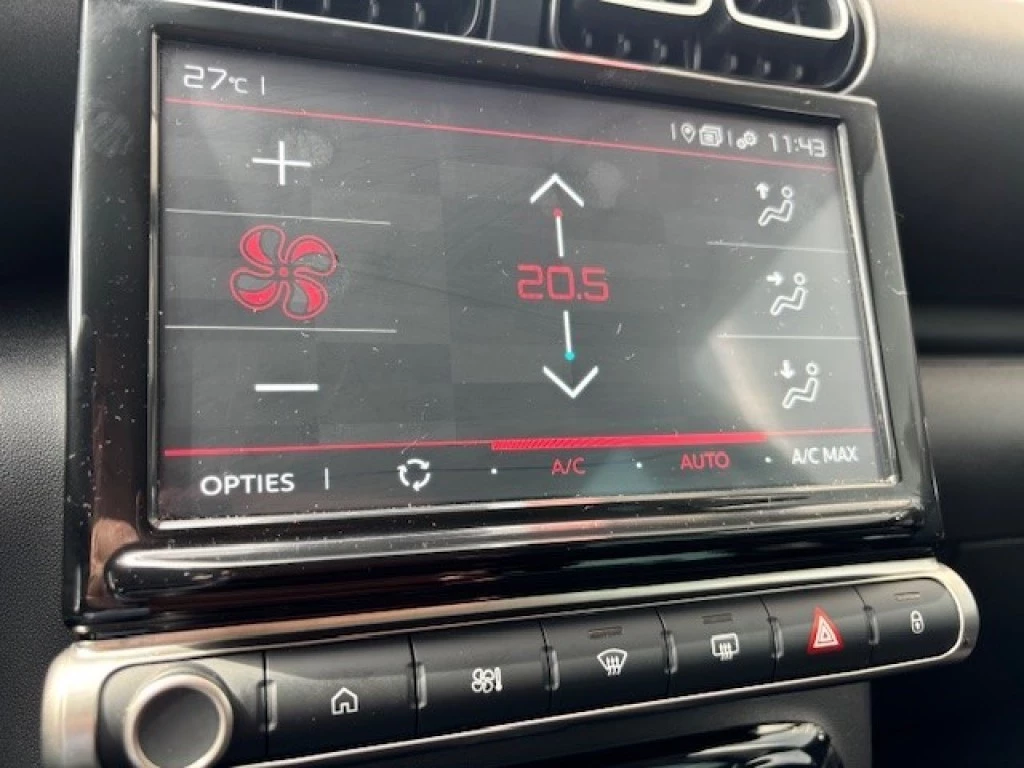 27°C
11:43
20.5
OPTIES A/C AUTO A/C MAX